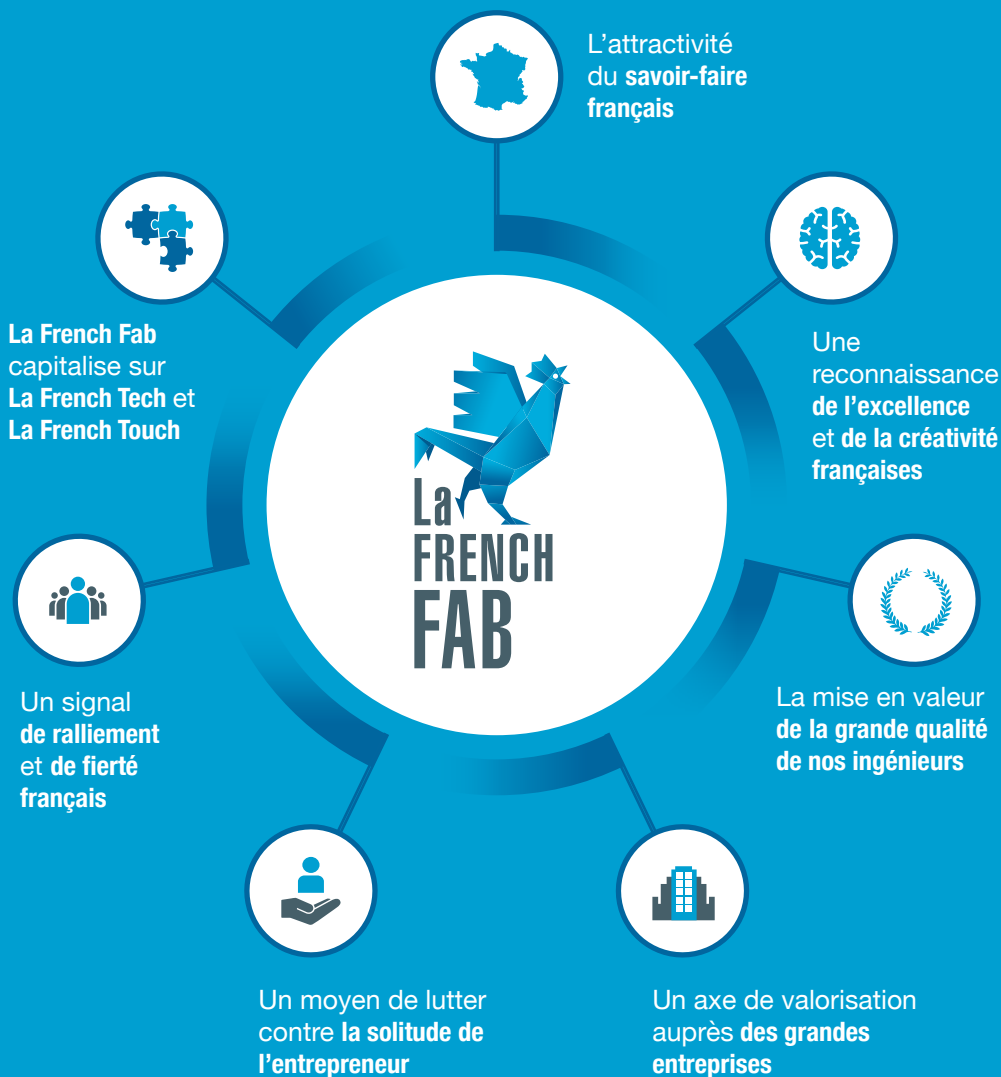 L’attractivité
du savoir-faire
français
Une
reconnaissance
de l’excellence
et de la créativité
françaises
La mise en valeur
de la grande qualité
de nos ingénieurs
Un axe de valorisation
auprès des grandes
entreprises
Un moyen de lutter
contre la solitude de
l’entrepreneur
Un signal
de ralliement
et de fierté
français
La French Fab
capitalise sur
La French Tech et
La French Touch
La
FRENCH
FAB